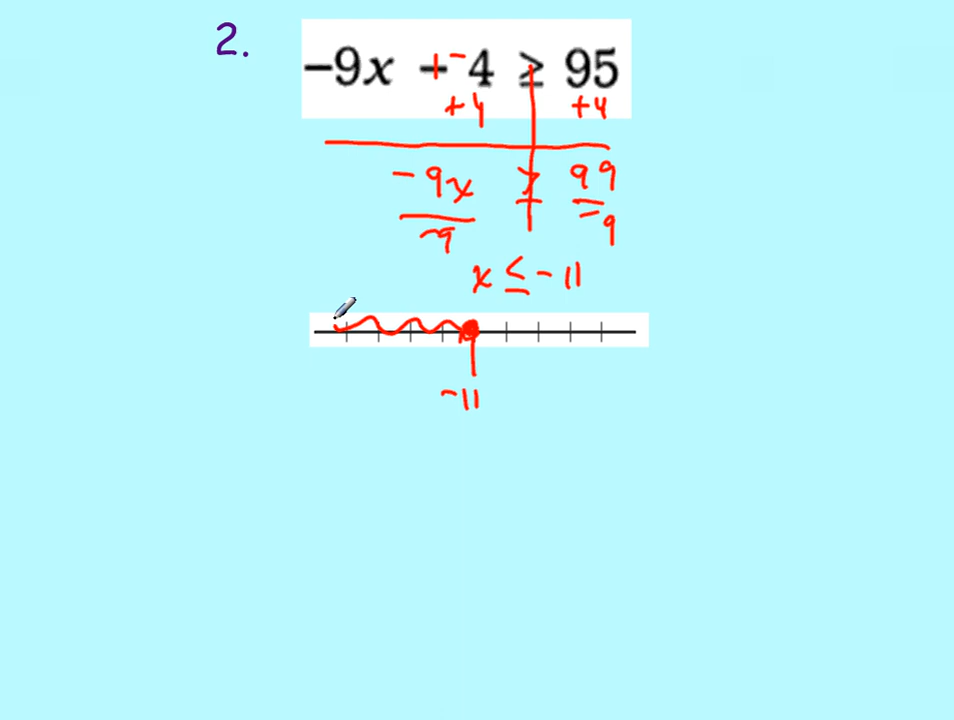 2.
−9x + -4 ≥ 95
+4 +4
-9x ≥ 99
-9 -9
x ≤ -11
-11